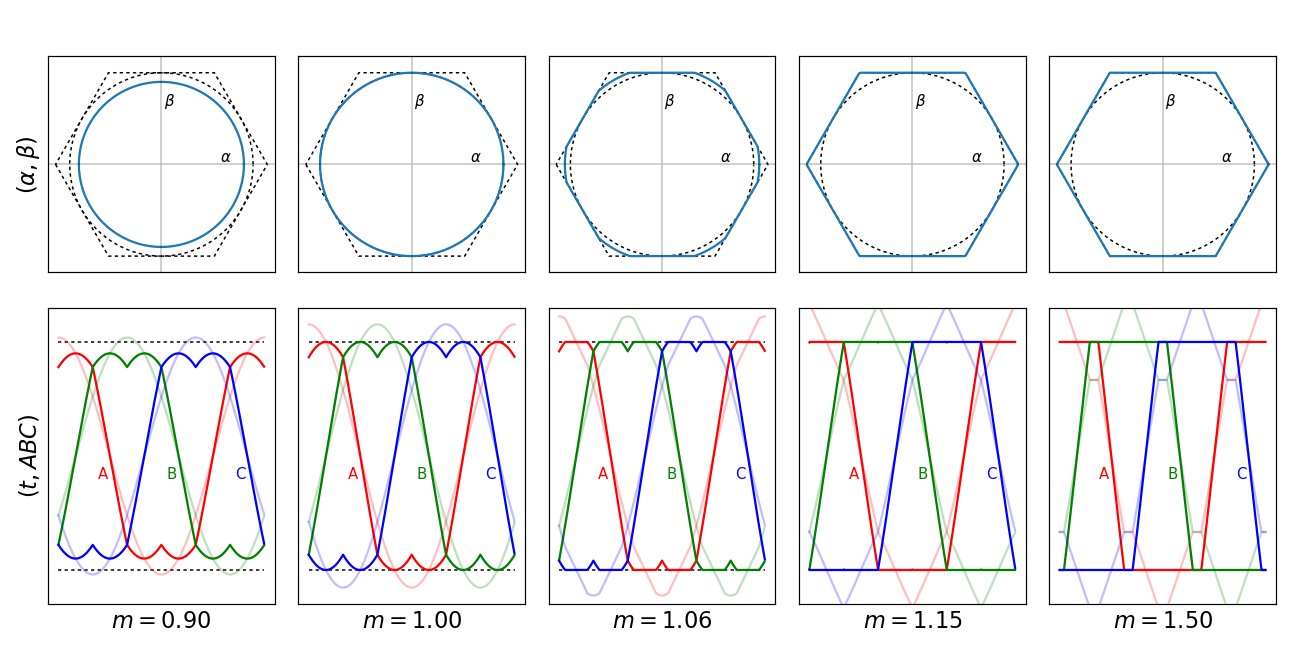 (α, β)
β
α
β
α
β
α
β
α
β
α
(t, ABC)
A B C
A B C
A B C
A B C
A B C
m = 0.90
m = 1.00
m = 1.06
m = 1.15
m = 1.50